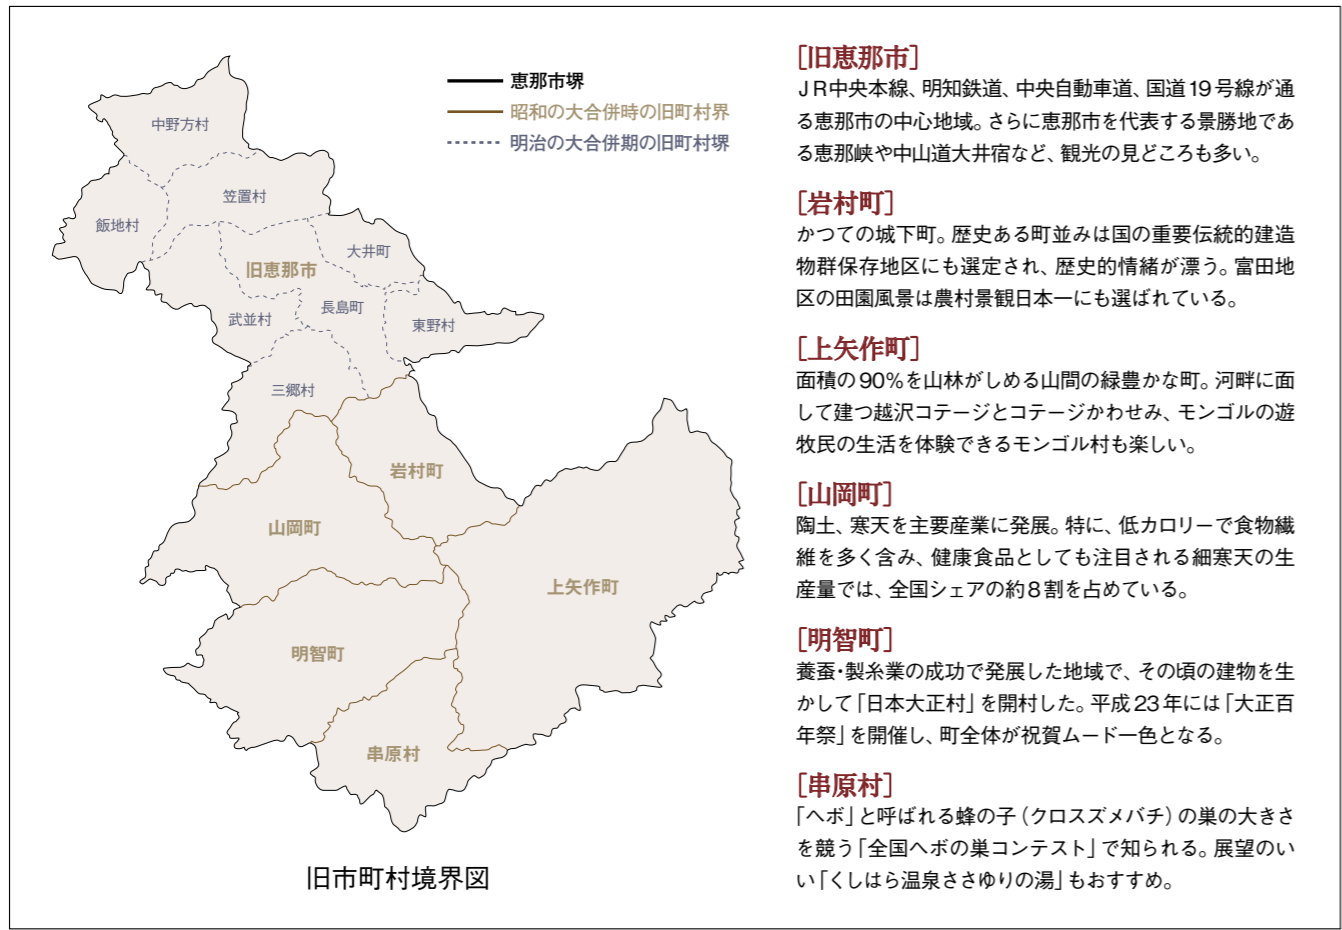 恵那市堺
昭和の大合併時の旧町村界
明治の大合併期の旧町村堺
中野方村
笠置村
飯地村
大井町
旧恵那市
長島町
武並村
東野村
三郷村
岩村町
山岡町
上矢作町
明智町
串原村
旧市町村境界図
[旧恵那市]
JR中央本線、明知鉄道、中央自動車道、国道19号線が通
る恵那市の中心地域。さらに恵那市を代表する景勝地であ
る恵那峡や中山道大井宿など、観光の見どころも多い。
[岩村町]
かつての城下町。歴史ある町並みは国の重要伝統的建造
物群保存地区にも選定され、歴史的情緒が漂う。富田地
区の田園風景は農村景観日本一にも選ばれている。
[上矢作町]
面積の90%を山林がしめる山間の緑豊かな町。河畔に面
して建つ越沢コテージとコテージかわせみ、モンゴルの遊
牧民の生活を体験できるモンゴル村も楽しい。
[山岡町]
陶土、寒天を主要産業に発展。特に、低カロリーで食物繊
維を多く含み、健康食品としても注目される細寒天の生
産量では、全国シェアの約8割を占めている。
[明智町]
養蚕・製糸業の成功で発展した地域で、その頃の建物を生
かして「日本大正村」を開村した。平成23年には「大正百
年祭」を開催し、町全体が祝賀ムード一色となる。
[串原村]
「ヘボ」と呼ばれる蜂の子(クロスズメバチ)の巣の大きさ
を競う「全国ヘボの巣コンテスト」で知られる。展望のい
い「くしはら温泉ささゆりの湯」もおすすめ。